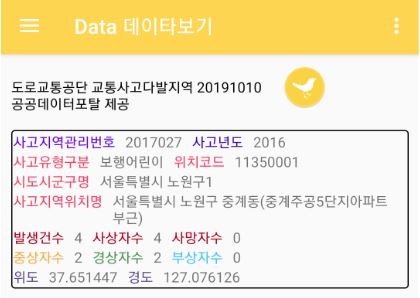 Data 데이타보기
도로교통공단 교통사고다발지역 20191010
공공데이터포탈 제공
사고지역관리번호 2017027 사고년도 2016
사고유형구분 보행어린이 위치코드 11350001
시도시군구명 서울특별시 노원구1
사고지역위치명 서울특별시 노원구 중계동(중계주공5단지아파트
부근)
발생건수 4 사상자수 4 사망자수 0
중상자수 2 경상자수 2 부상자수 0
위도 37.651447 경도 127.076126